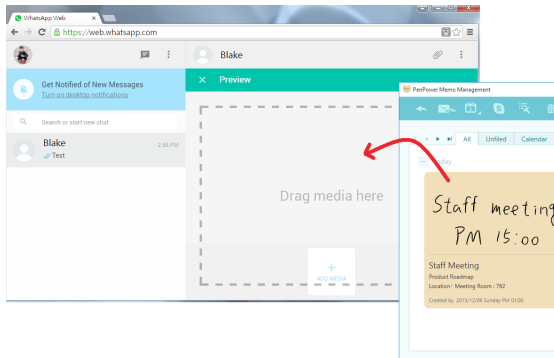 WhatsApp Web
https://web.whatsapp.com
Blake
Get Notified of New Messages
Turn on desktop notifications
Search or start new chat
Blake
2:55 PM
Test
Preview
Drag media here
ADD MEDIA
PenPower Memo Management
All Unfiled Calendar
Today
Staff meeting
PM 15:00
Staff Meeting
Product Roadmap
Location: Meeting Room : 762
Created by 2015/12/06 Sunday PM 01:00